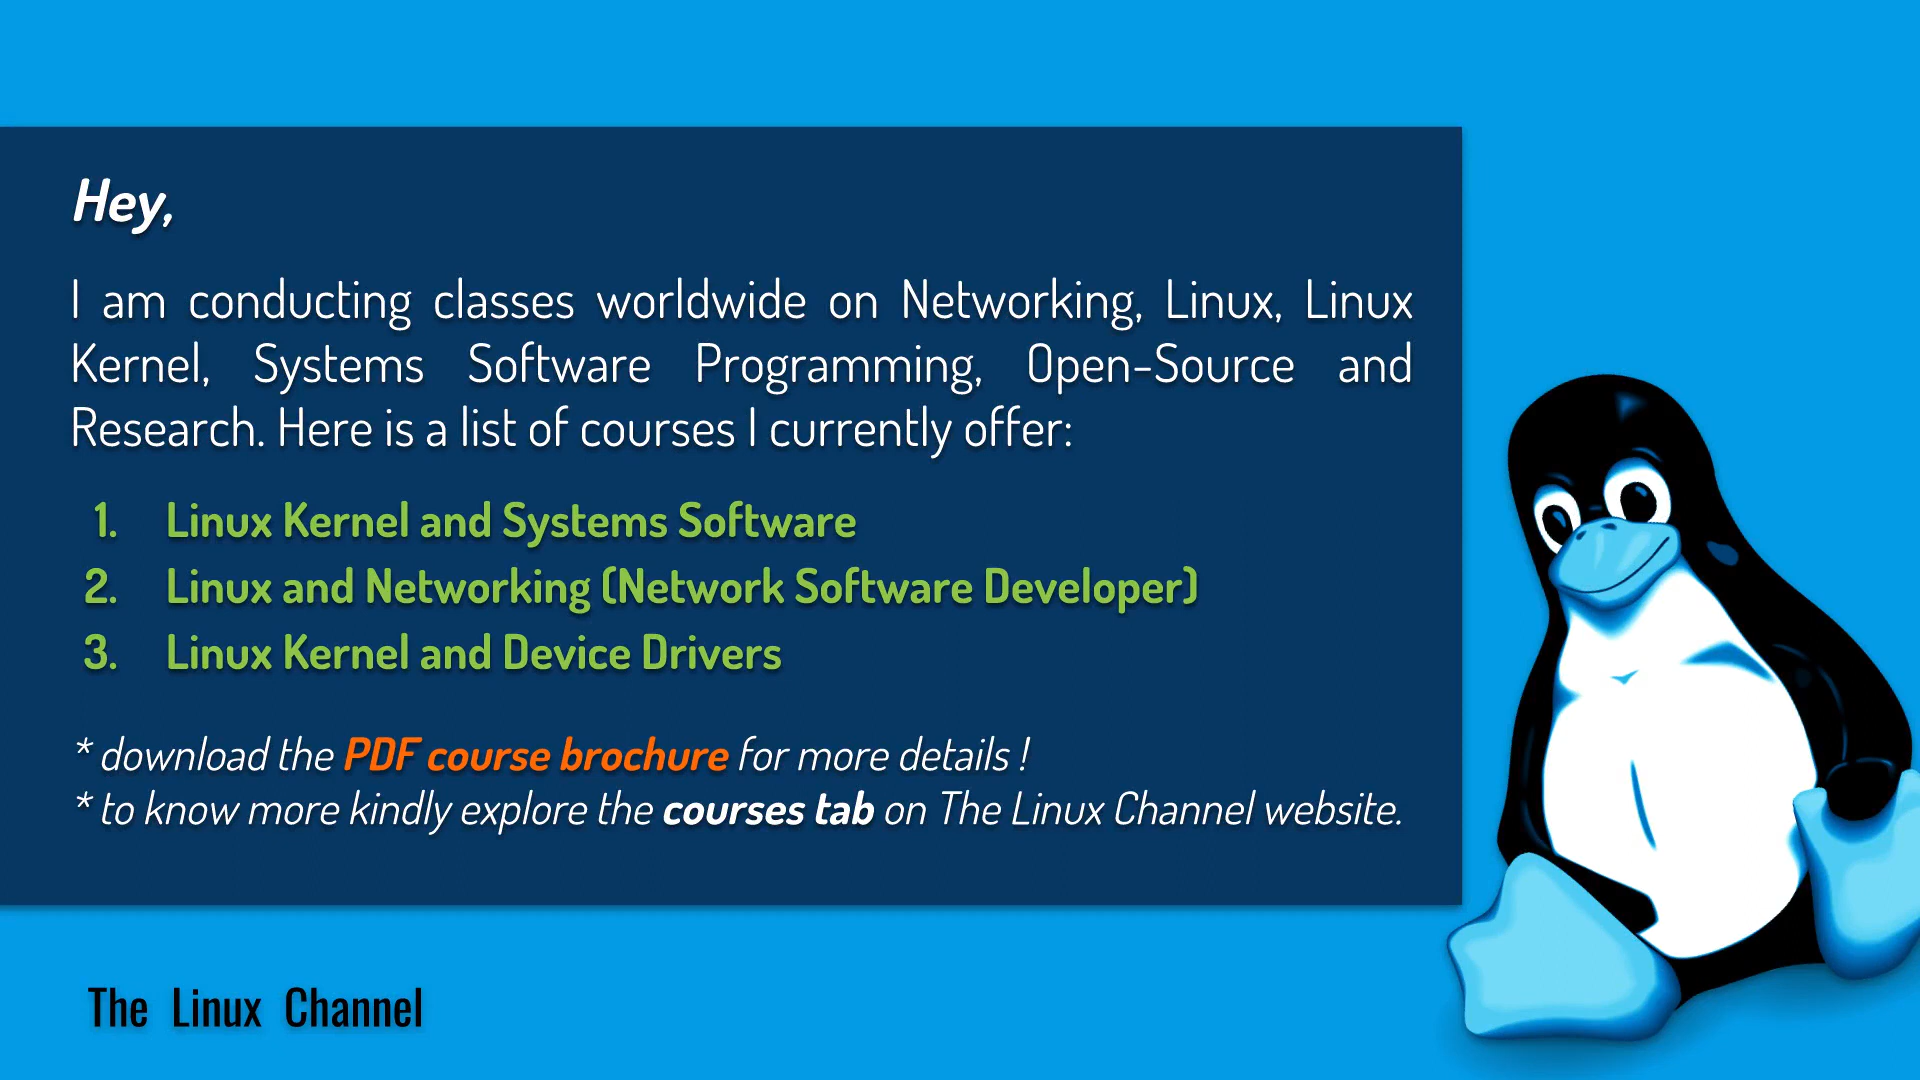 Hey,
I am conducting classes worldwide on Networking, Linux, Linux
Kernel, Systems Software Programming, Open-Source and
Research. Here is a list of courses I currently offer:
1. Linux Kernel and Systems Software
2. Linux and Networking (Network Software Developer)
3. Linux Kernel and Device Drivers
* download the PDF course brochure for more details !
* to know more kindly explore the courses tab on The Linux Channel website.
The Linux Channel